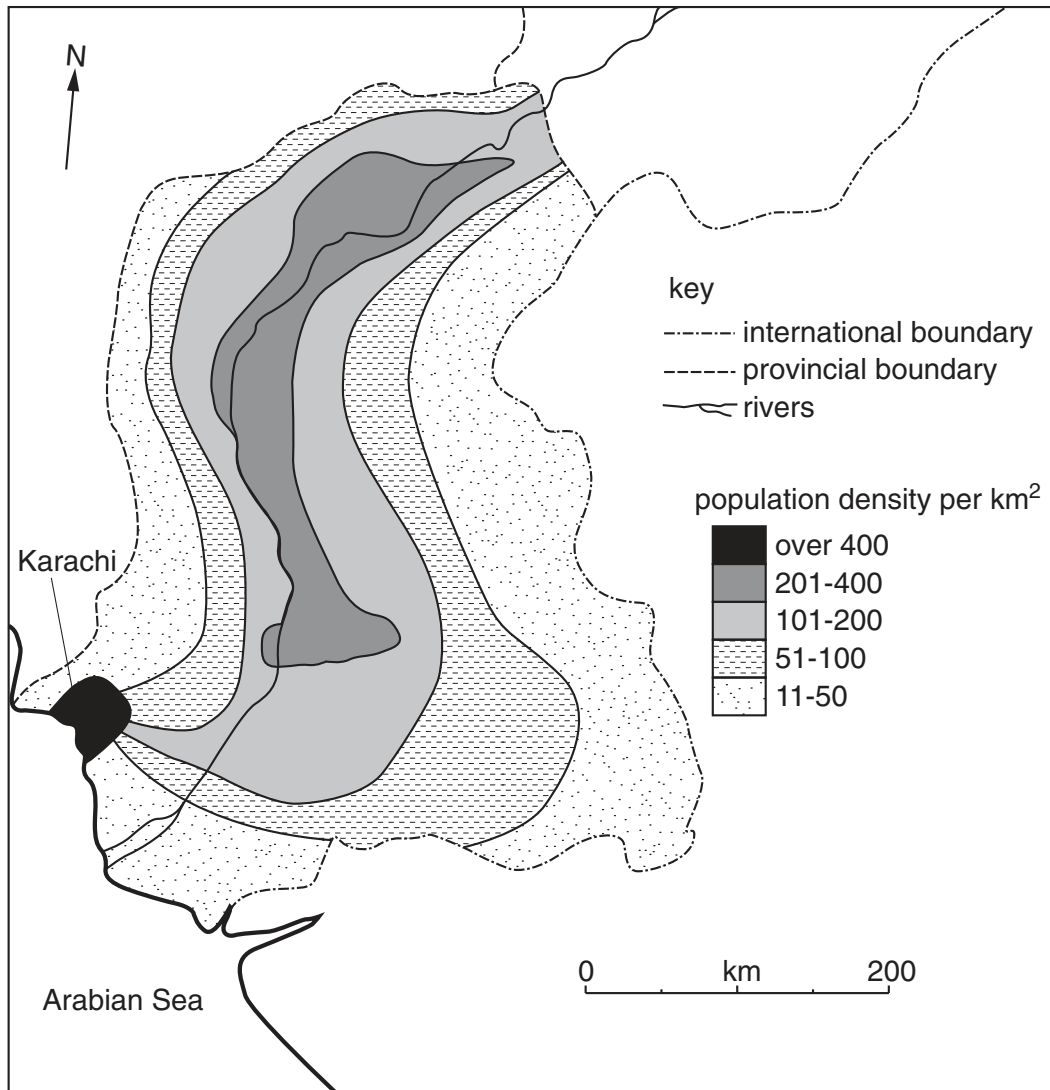 N
key
international boundary
provincial boundary
rivers
population density per km²
over 400
201-400
101-200
51-100
11-50
Karachi
0 km 200
Arabian Sea